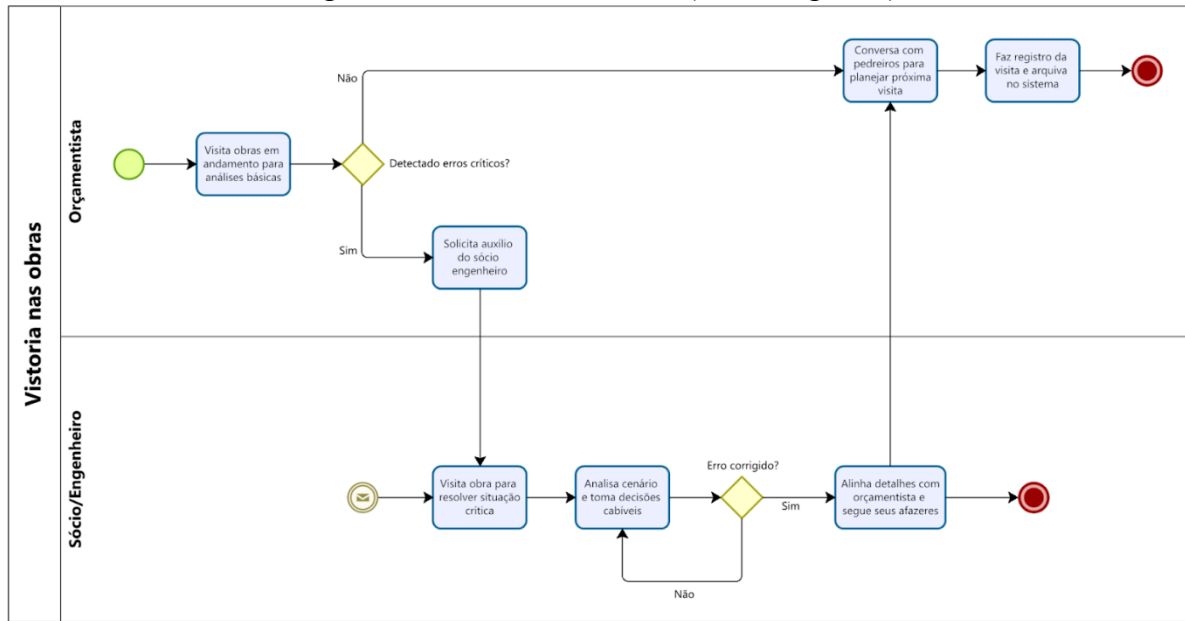 Vistoria nas obras
Orçamentista
Visita obras em
andamento para
análises básicas
Detectado erros críticos?
Não
Sim
Solicita auxílio
do sócio
engenheiro
Conversa com
pedreiros para
planejar próxima
visita
Faz registro da
visita e arquiva
no sistema
Sócio/Engenheiro
Visita obra para
resolver situação
crítica
Analisa cenário
e toma decisões
cabíveis
Erro corrigido?
Sim
Não
Alinha detalhes com
orçamentista e
segue seus afazeres